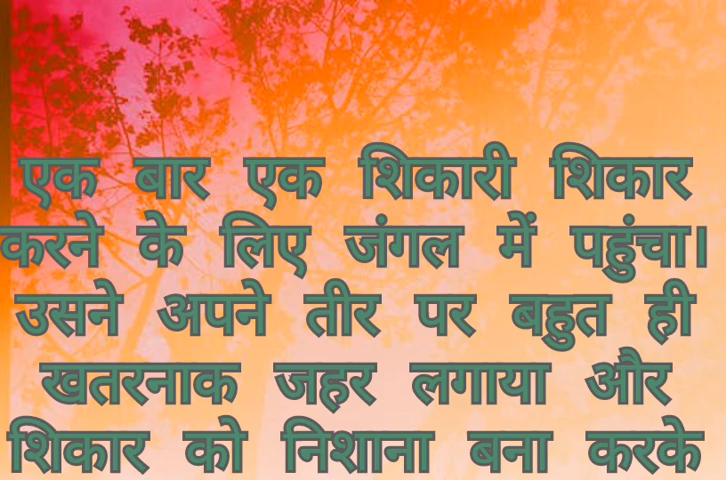 एक बार एक शिकारी शिकार
करने के लिए जंगल में पहुंचा।
उसने अपने तीर पर बहुत ही
खतरनाक जहर लगाया और
शिकार को निशाना बना करके